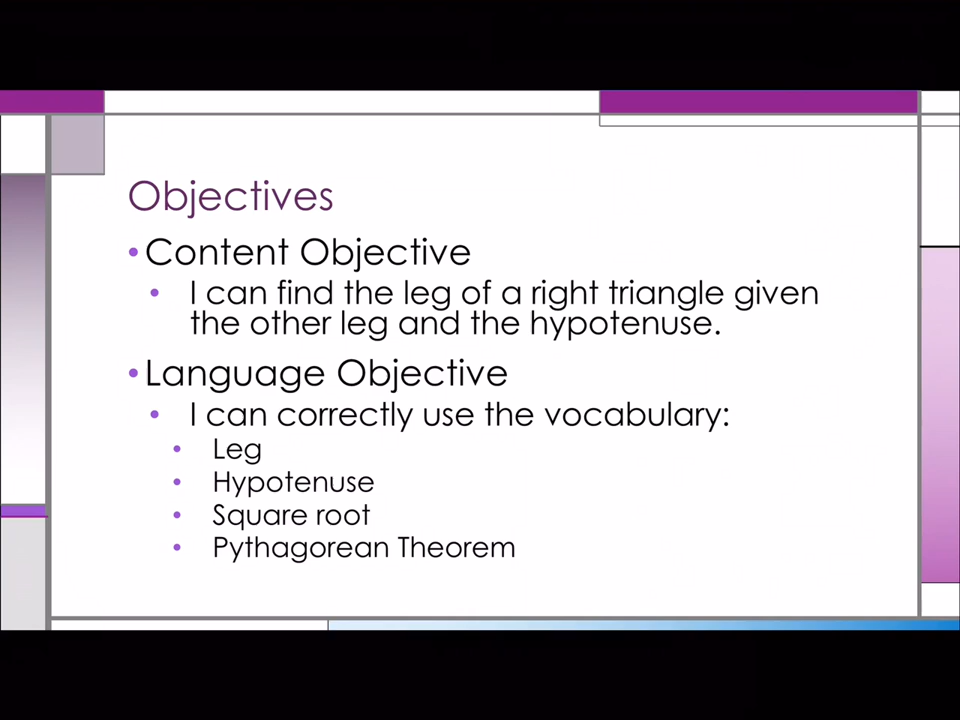 Objectives
• Content Objective
• I can find the leg of a right triangle given
the other leg and the hypotenuse.
• Language Objective
• I can correctly use the vocabulary:
• Leg
• Hypotenuse
• Square root
• Pythagorean Theorem